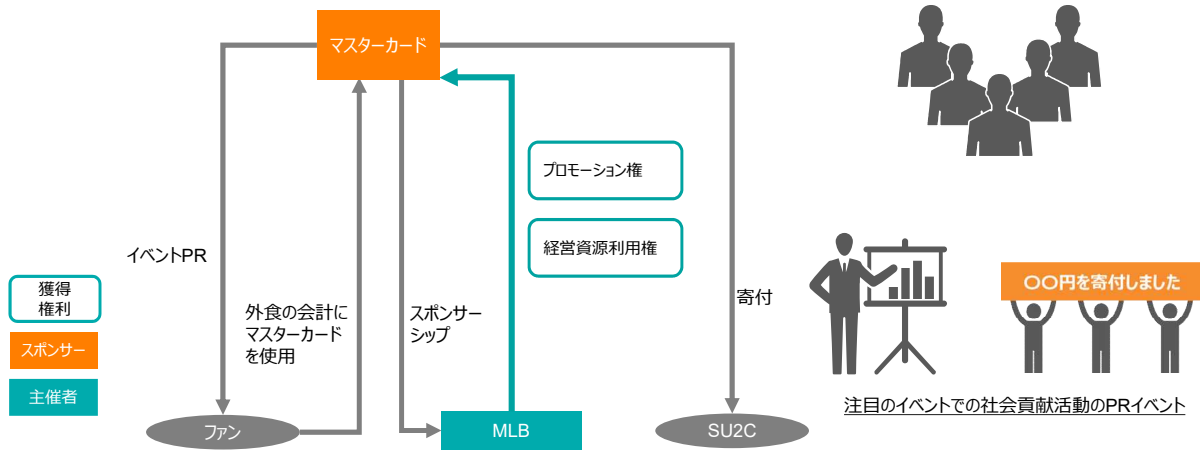 マスターカード
プロモーション権
経営資源利用権
イベントPR
獲得
権利
スポンサー
主催者
外食の会計に
マスターカード
を使用
スポンサー
シップ
寄付
〇〇円を寄付しました
注目のイベントでの社会貢献活動のPRイベント
ファン
MLB
SU2C